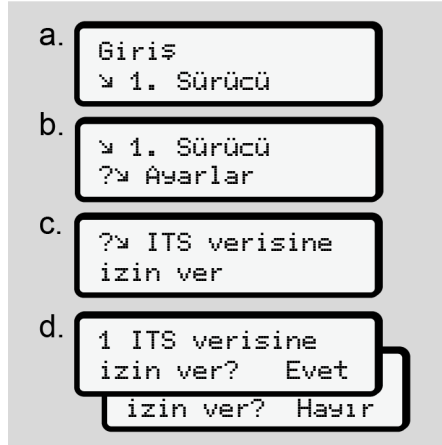 a.
Giriş
↘ 1. Sürücü
b.
↘ 1. Sürücü
?↘ Ayarlar
c.
?↘ ITS verisine
izin ver
d.
1 ITS verisine
izin ver? Evet
izin ver? Hayır